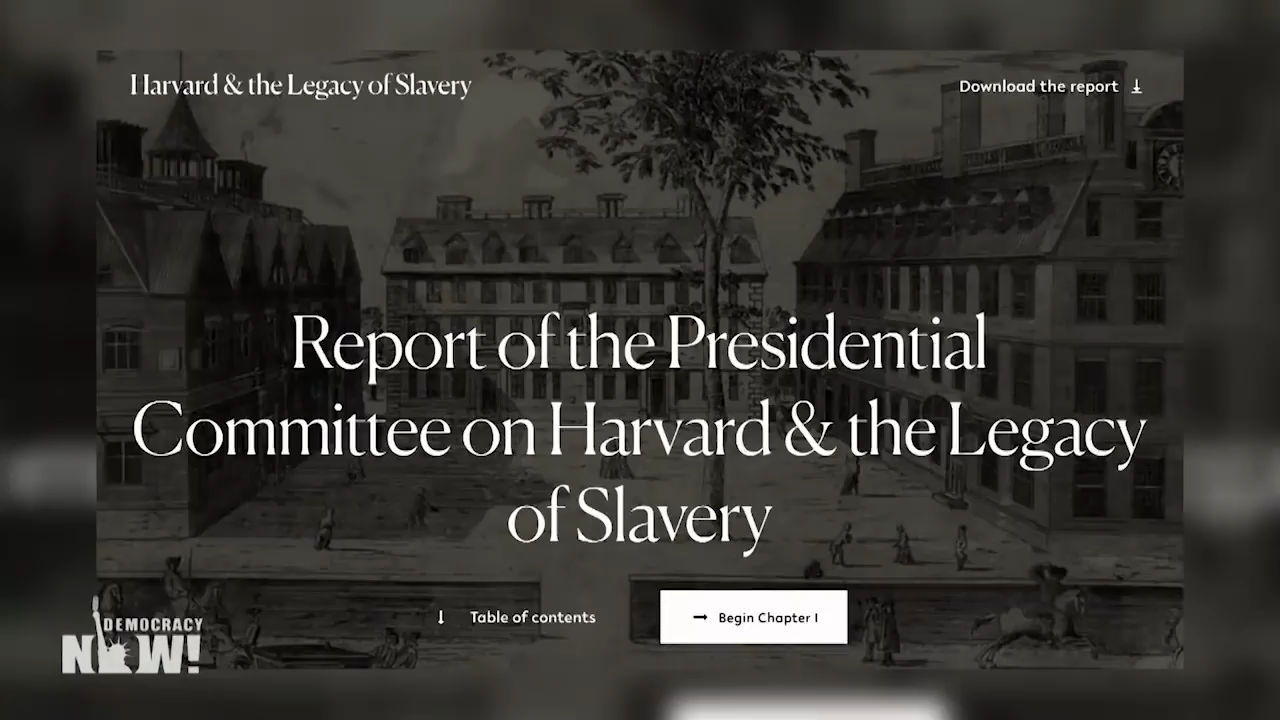 Harvard & the Legacy of Slavery
Download the report
Report of the Presidential
Committee on Harvard & the Legacy
of Slavery
Table of contents
Begin Chapter I
DEMOCRACY
NOW!